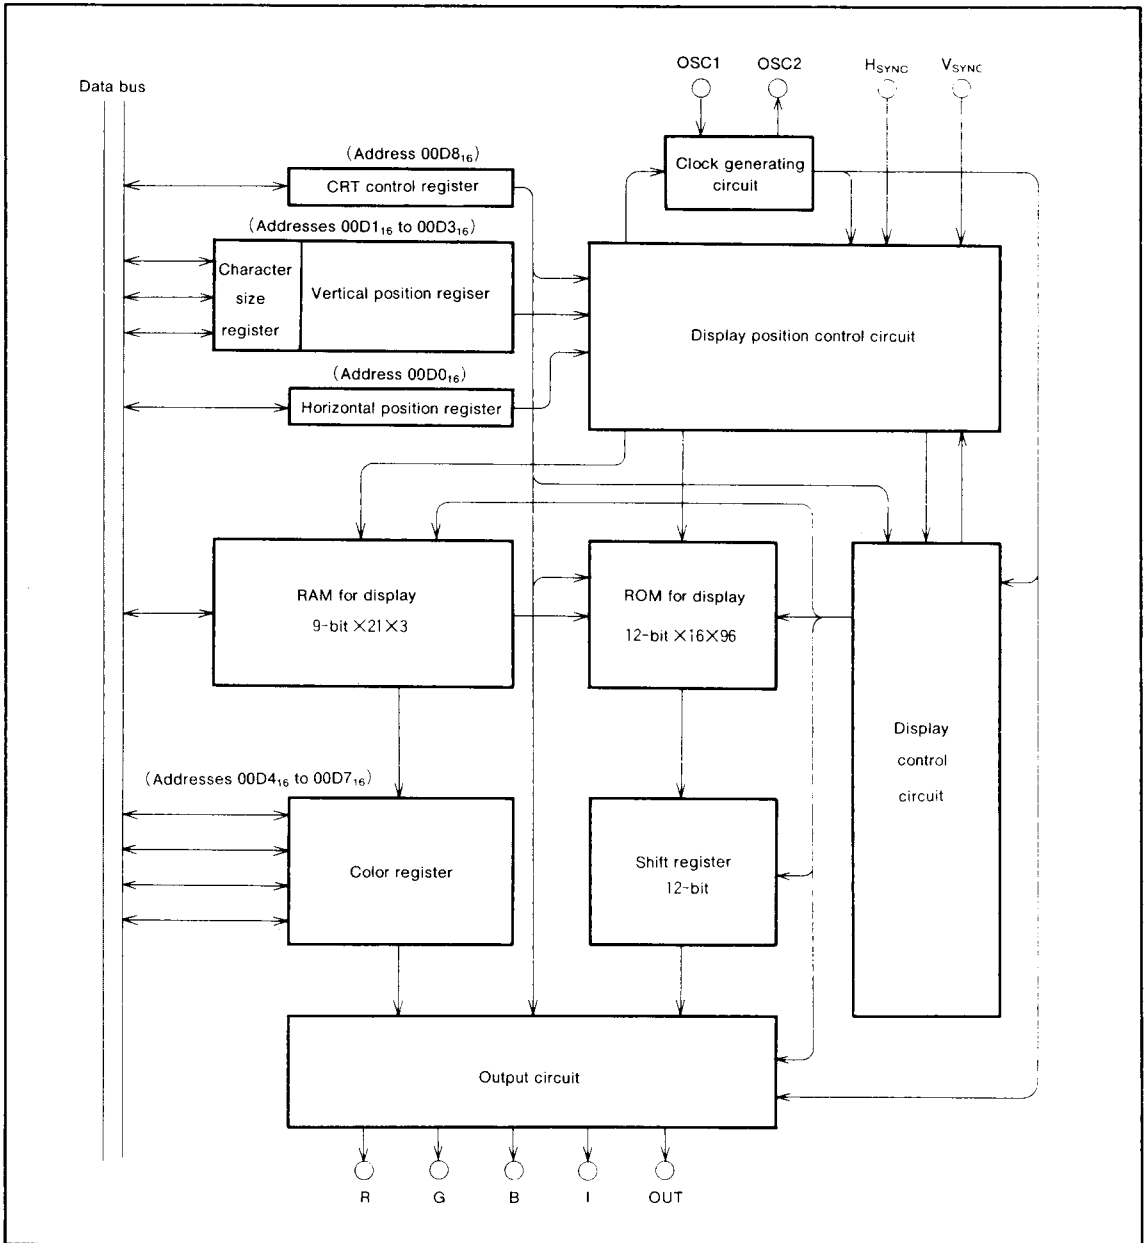 OSC1 OSC2 H_SYNC V_SYNC
Data bus
(Address 00D8₁₆)
CRT control register
Clock generating
circuit
(Addresses 00D1₁₆ to 00D3₁₆)
Character
size
register
Vertical position regiser
Display position control circuit
(Address 00D0₁₆)
Horizontal position register
RAM for display
9-bit ×21×3
ROM for display
12-bit ×16×96
Display
control
circuit
(Addresses 00D4₁₆ to 00D7₁₆)
Color register
Shift register
12-bit
Output circuit
R G B I OUT